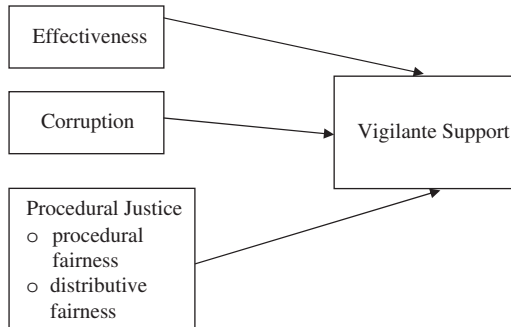 Effectiveness
Corruption
Vigilante Support
Procedural Justice
o procedural
fairness
o distributive
fairness